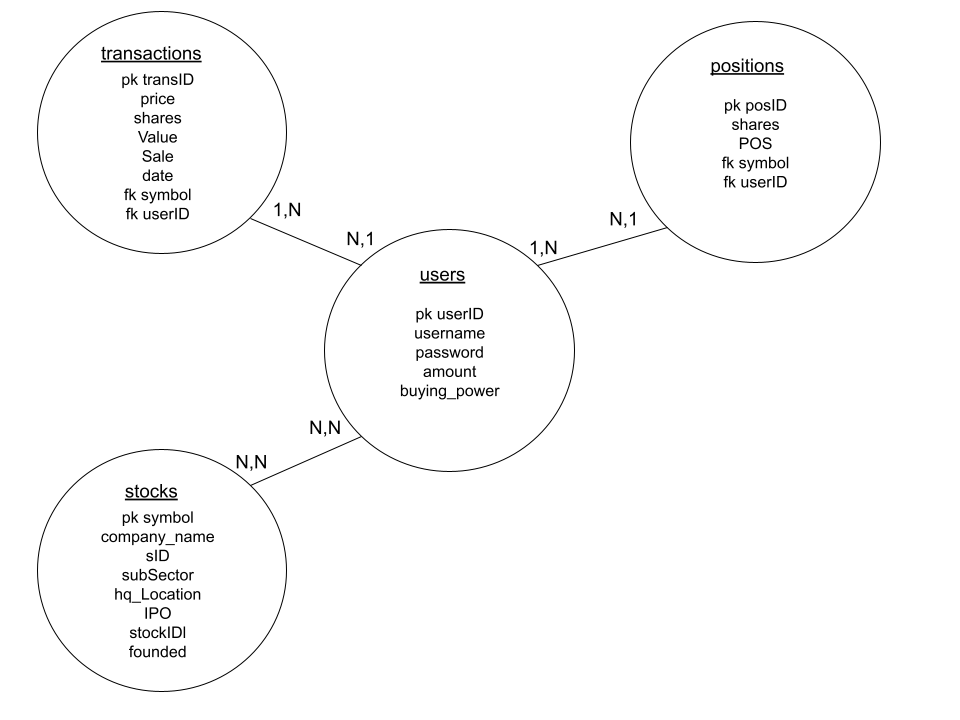 transactions
pk transID
price
shares
Value
Sale
date
fk symbol
fk userID
1,N
N,1
positions
pk posID
shares
POS
fk symbol
fk userID
N,1
1,N
users
pk userID
username
password
amount
buying_power
N,N
N,N
stocks
pk symbol
company_name
sID
subSector
hq_Location
IPO
stockIDl
founded